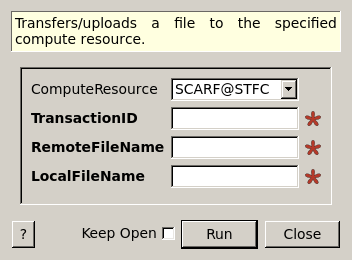 Transfers/uploads a file to the specified
compute resource.
ComputeResource SCARF@STFC
TransactionID
RemoteFileName
LocalFileName
? Keep Open Run Close